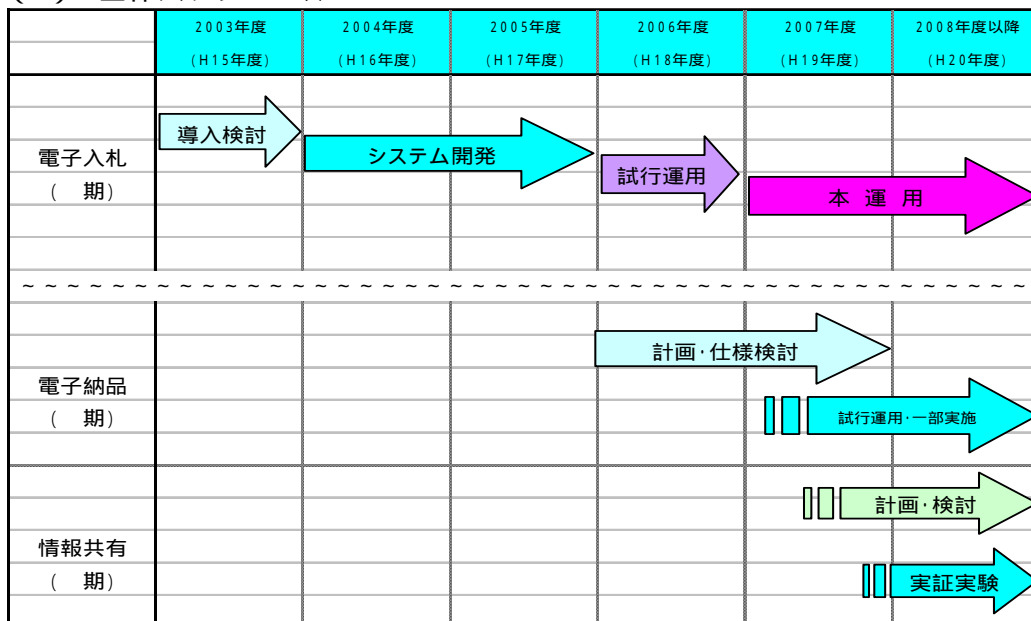 2003年度 2004年度 2005年度 2006年度 2007年度 2008年度以降
(H15年度) (H16年度) (H17年度) (H18年度) (H19年度) (H20年度)
導入検討
システム開発
電子入札
試行運用
( 期)
本 運 用
~ ~ ~ ~ ~ ~ ~ ~ ~ ~ ~ ~ ~ ~ ~ ~ ~ ~ ~ ~ ~ ~ ~ ~ ~ ~ ~ ~ ~ ~ ~ ~ ~ ~ ~ ~ ~ ~ ~ ~ ~ ~ ~ ~ ~
計画・仕様検討
電子納品
( 期)
試行運用・一部実施
計画・検討
情報共有
( 期)
実証実験